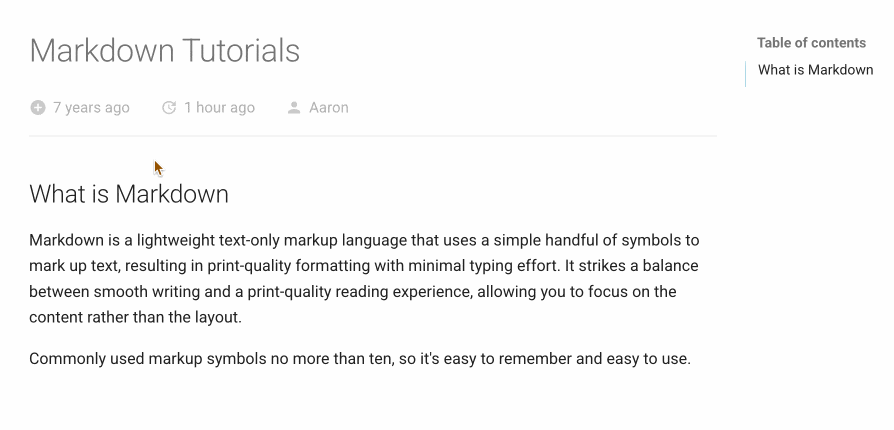 Markdown Tutorials
7 years ago 1 hour ago Aaron
Table of contents
What is Markdown
What is Markdown
Markdown is a lightweight text-only markup language that uses a simple handful of symbols to
mark up text, resulting in print-quality formatting with minimal typing effort. It strikes a balance
between smooth writing and a print-quality reading experience, allowing you to focus on the
content rather than the layout.
Commonly used markup symbols no more than ten, so it's easy to remember and easy to use.